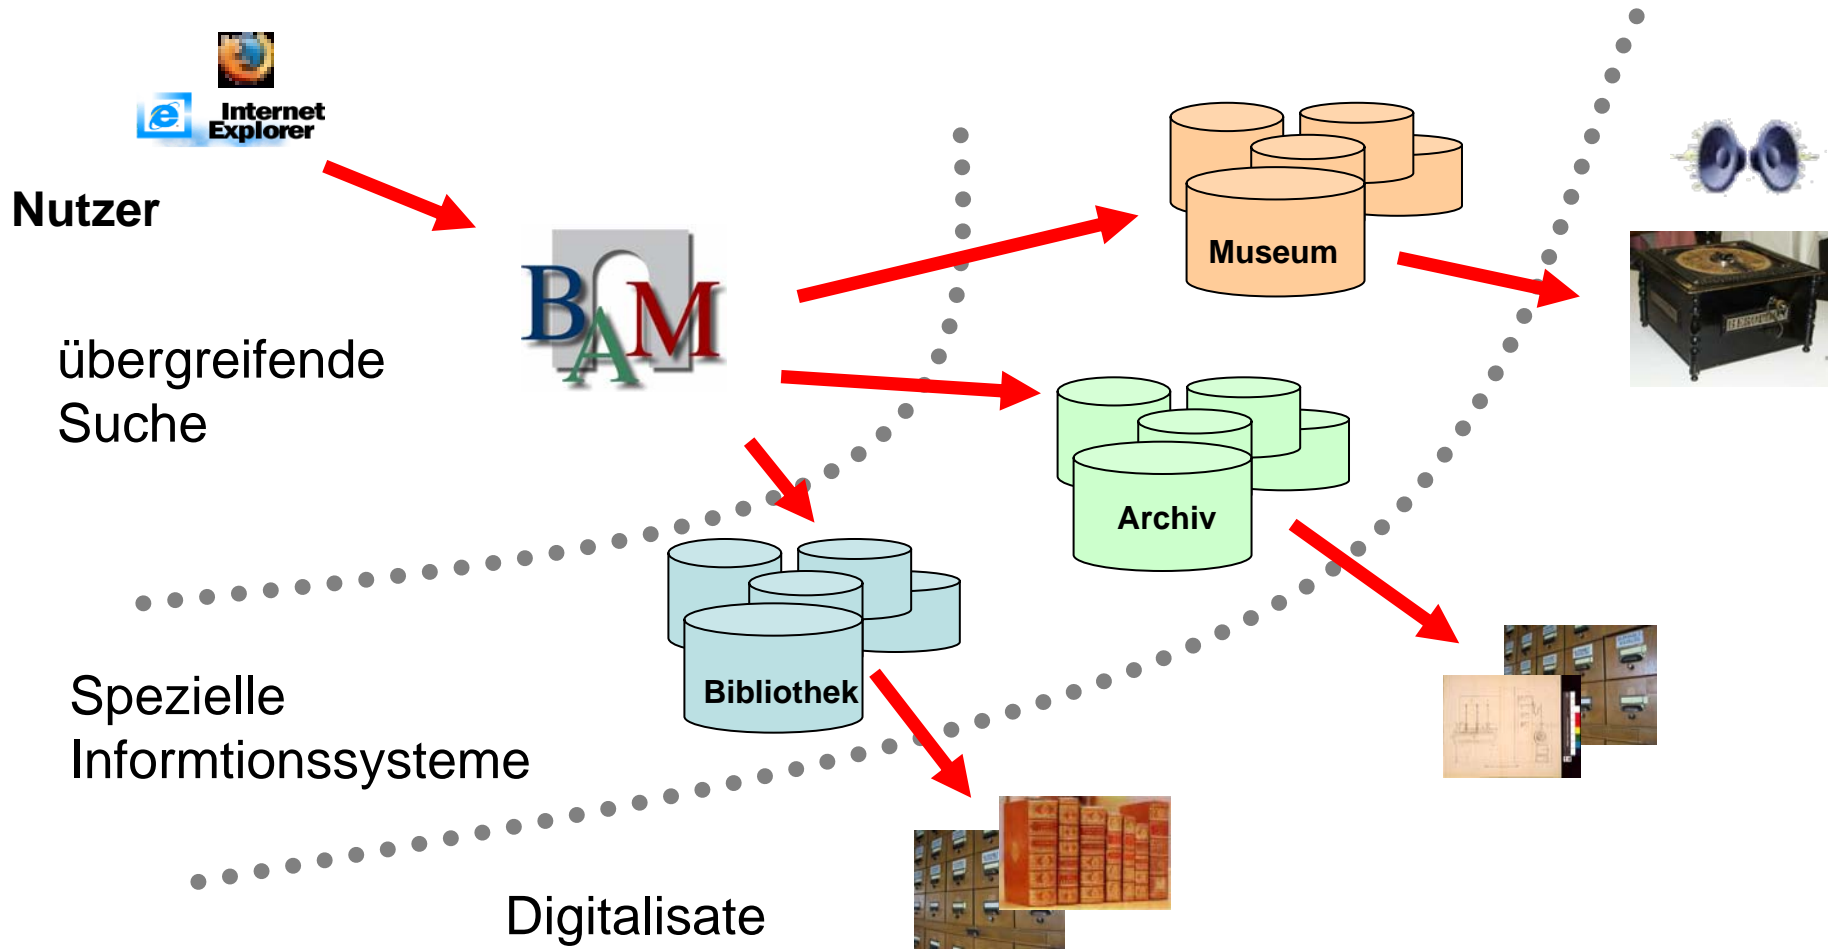 Internet
Explorer
Nutzer
BAM
Museum
übergreifende
Suche
Archiv
Spezielle
Informtionssysteme
Bibliothek
Digitalisate